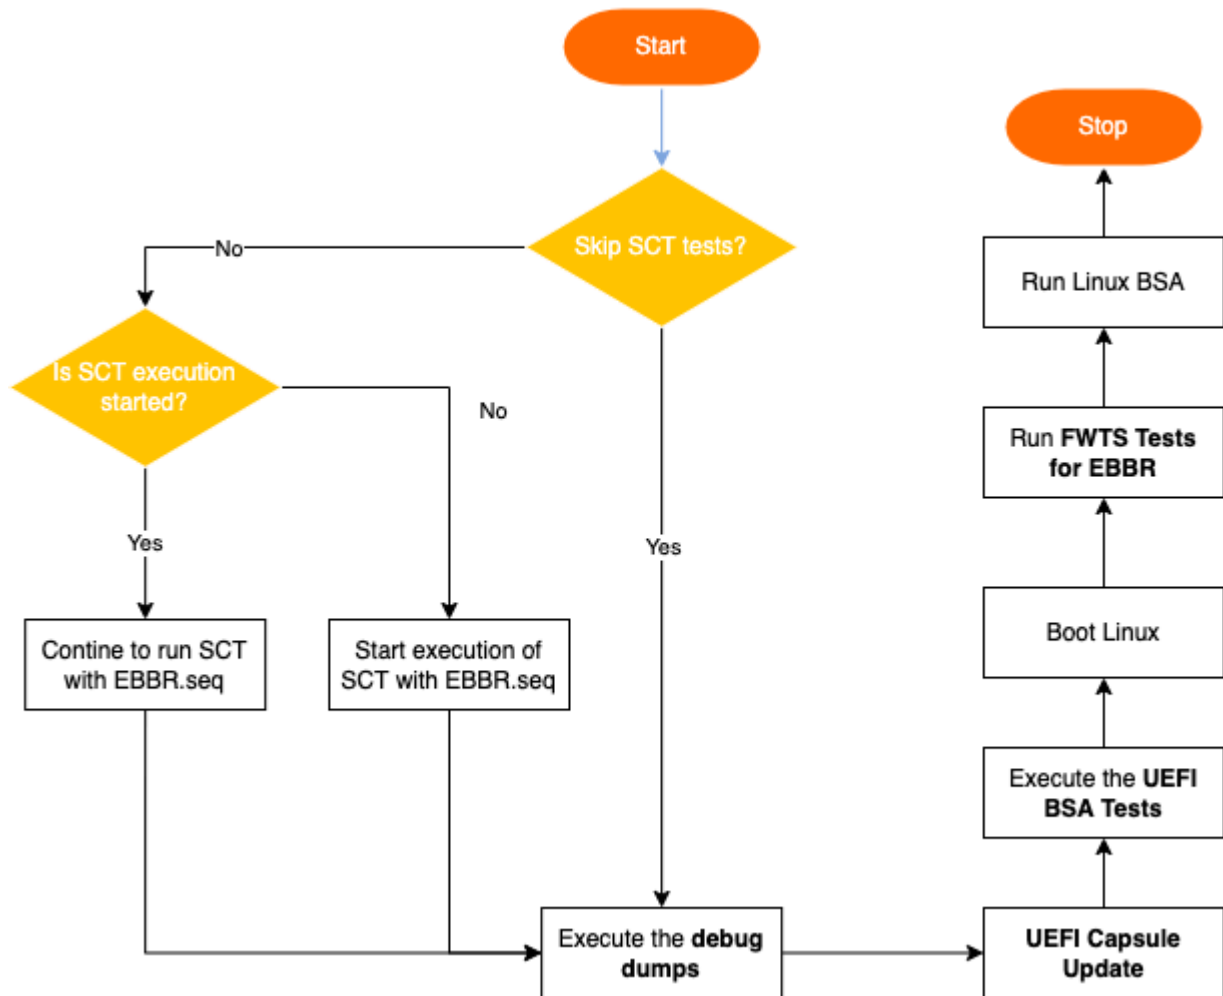 Start
Stop
Skip SCT tests?
No
Run Linux BSA
Is SCT execution
started?
No
Run FWTS Tests
for EBBR
Yes
Yes
Contine to run SCT
with EBBR.seq
Start execution of
SCT with EBBR.seq
Boot Linux
Execute the UEFI
BSA Tests
Execute the debug
dumps
UEFI Capsule
Update